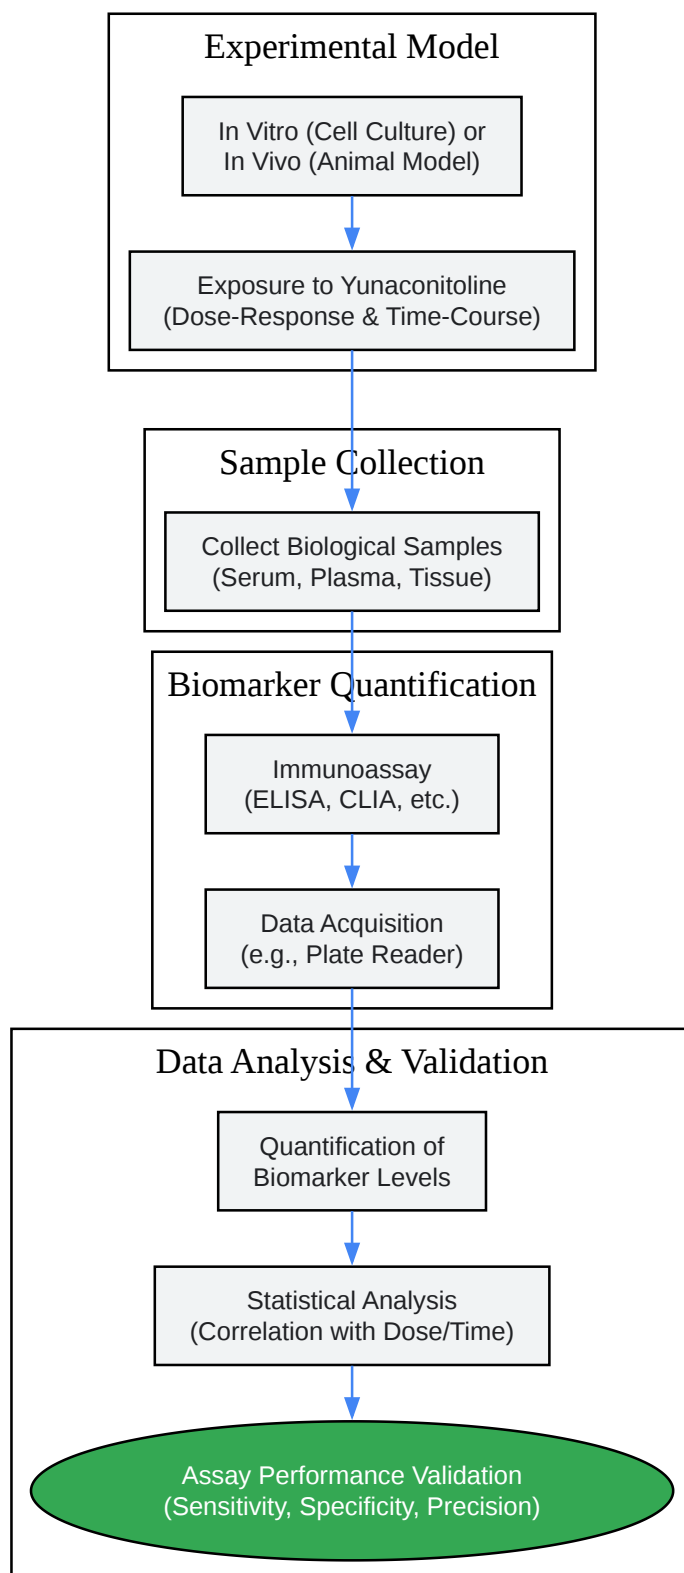 Experimental Model
In Vitro (Cell Culture) or
In Vivo (Animal Model)
Exposure to Yunaconitoline
(Dose-Response & Time-Course)
Sample Collection
Collect Biological Samples
(Serum, Plasma, Tissue)
Biomarker Quantification
Immunoassay
(ELISA, CLIA, etc.)
Data Acquisition
(e.g., Plate Reader)
Data Analysis & Validation
Quantification of
Biomarker Levels
Statistical Analysis
(Correlation with Dose/Time)
Assay Performance Validation
(Sensitivity, Specificity, Precision)